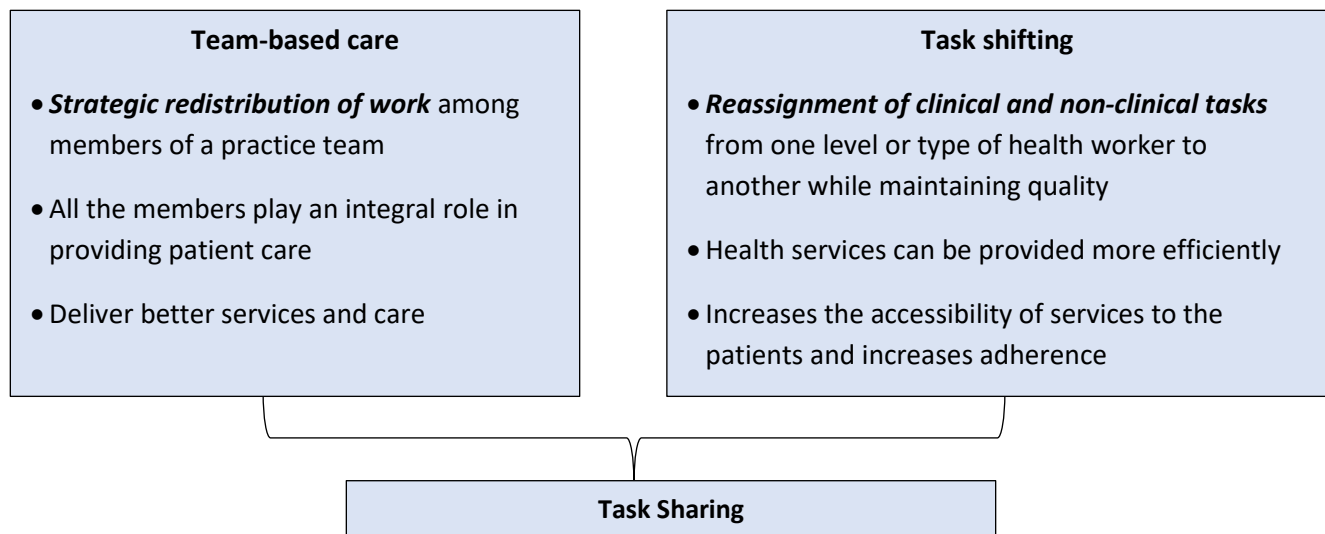 Team-based care
• Strategic redistribution of work among
members of a practice team
• All the members play an integral role in
providing patient care
• Deliver better services and care
Task shifting
• Reassignment of clinical and non-clinical tasks
from one level or type of health worker to
another while maintaining quality
• Health services can be provided more efficiently
• Increases the accessibility of services to the
patients and increases adherence
Task Sharing